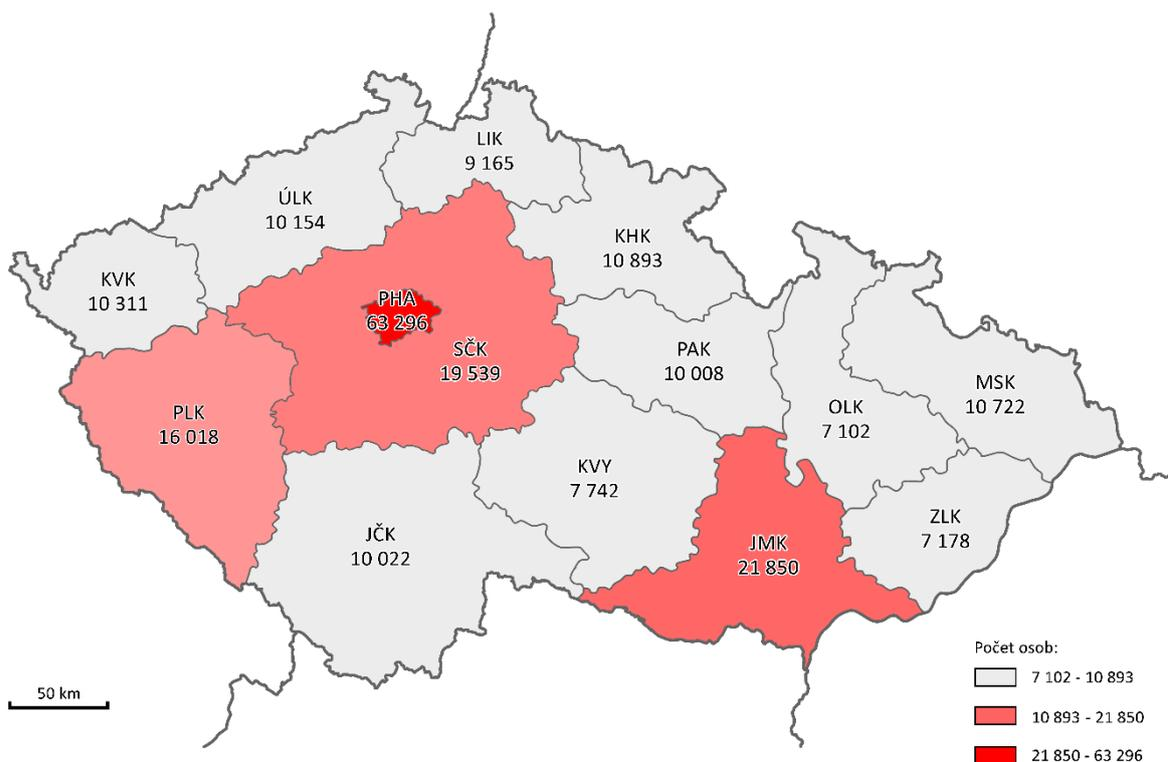 LIK
9 165
ÚLK
10 154
KHK
10 893
KVK
10 311
PHA
63 296
SČK
19 539
PAK
10 008
MSK
10 722
PLK
16 018
OLK
7 102
KVY
7 742
ZLK
7 178
JČK
10 022
JMK
21 850
Počet osob:
7 102 - 10 893
10 893 - 21 850
21 850 - 63 296
50 km